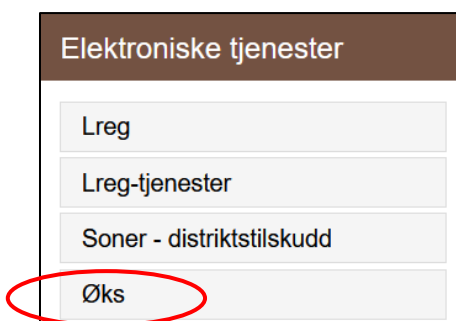 Elektroniske tjenester
Lreg
Lreg-tjenester
Soner - distriktstilskudd
Øks